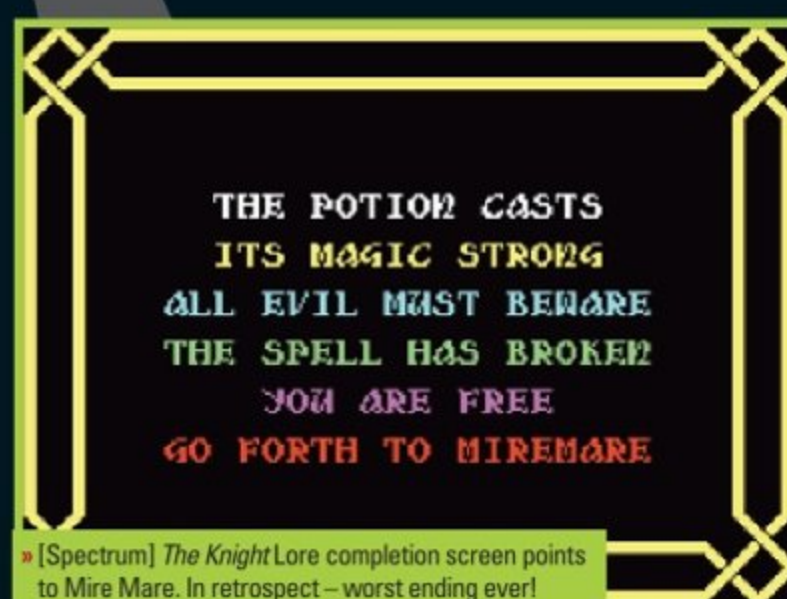 THE POTION CASTS
ITS MAGIC STRONG
ALL EVIL MUST BEWARE
THE SPELL HAS BROKEN
YOU ARE FREE
GO FORTH TO MIREMARE
» [Spectrum] The Knight Lore completion screen points
to Mire Mare. In retrospect – worst ending ever!